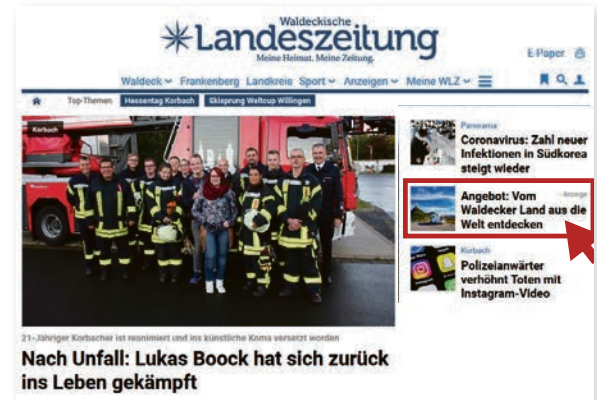 Waldeckische
Landeszeitung
Meine Heimat. Meine Zeitung.
E-Paper
Waldeck Frankenberg Landkreis Sport Anzeigen Meine WLZ
Top-Themen Hessentag Korbach Skisprung Weltcup Willingen
Korbach
Panorama
Coronavirus: Zahl neuer
Infektionen in Südkorea
steigt wieder
Anzeige
Angebot: Vom
Waldecker Land aus die
Welt entdecken
Korbach
Polizeianwärter
verhöhnt Toten mit
Instagram-Video
21-Jähriger Korbacher ist reanimiert und ins künstliche Koma versetzt worden
Nach Unfall: Lukas Boock hat sich zurück
ins Leben gekämpft